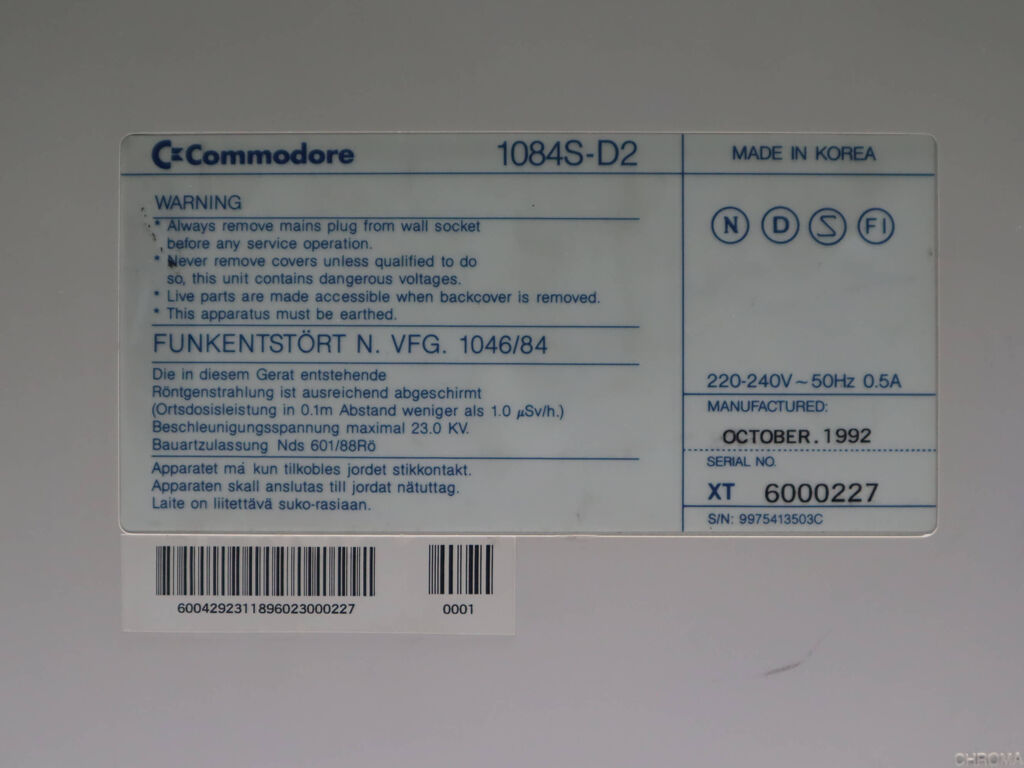 Commodore 1084S-D2
WARNING
* Always remove mains plug from wall socket
before any service operation.
* Never remove covers unless qualified to do
so, this unit contains dangerous voltages.
* Live parts are made accessible when backcover is removed.
* This apparatus must be earthed.
FUNKENTSTÖRT N. VFG. 1046/84
Die in diesem Gerat entstehende
Röntgenstrahlung ist ausreichend abgeschirmt
(Ortsdosisleistung in 0.1m Abstand weniger als 1.0 µSv/h.)
Beschleunigungsspannung maximal 23.0 KV.
Bauartzulassung Nds 601/88Rö
Apparatet má kun tilkobles jordet stikkontakt.
Apparaten skall anslutas till jordat nätuttag.
Laite on liitettävä suko-rasiaan.
MADE IN KOREA
N D S FI
220-240V ~ 50Hz 0.5A
MANUFACTURED:
OCTOBER.1992
SERIAL NO.
XT 6000227
S/N: 9975413503C
6004292311896023000227 0001
CHROMA